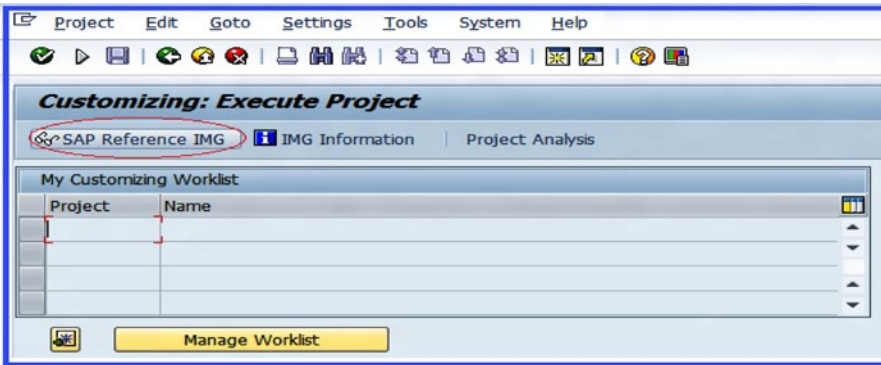 Project Edit Goto Settings Tools System Help
Customizing: Execute Project
SAP Reference IMG IMG Information Project Analysis
My Customizing Worklist
Project Name
Manage Worklist